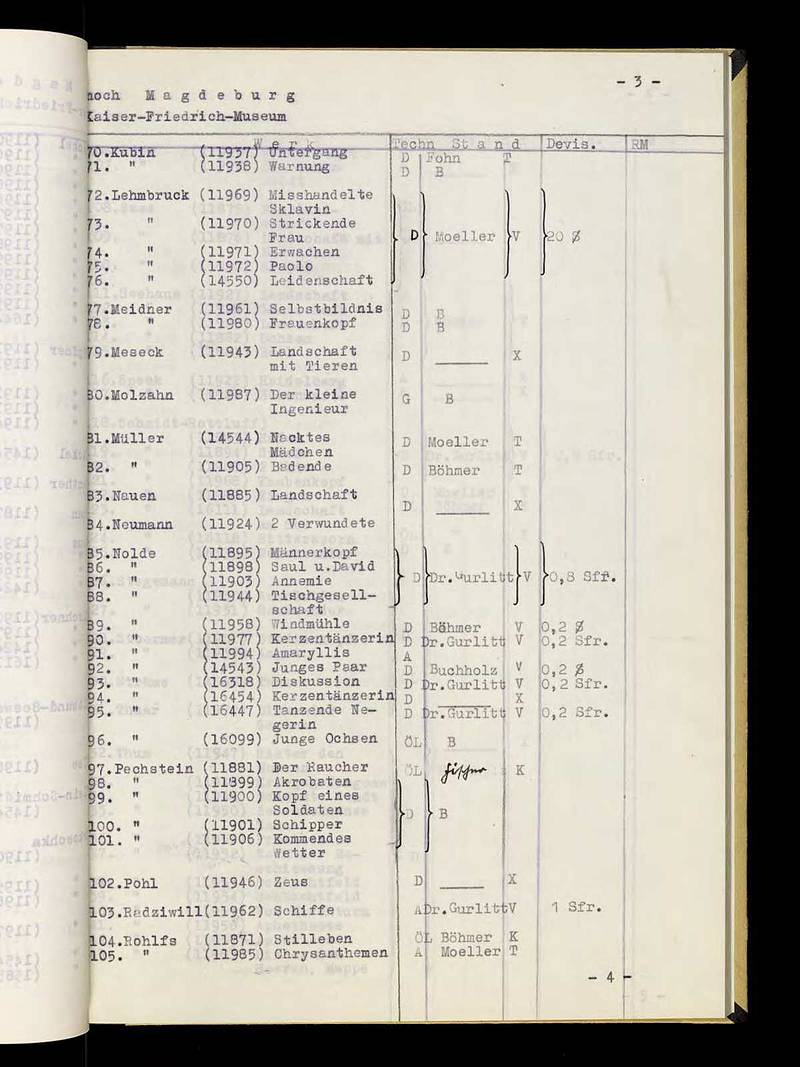 - 3 -
noch Magdeburg
Kaiser-Friedrich-Museum
Werk Techn Stand Devis. RM
70.Kubin (11937) Untergang D Fohn T
71. " (11938) Warnung D B
72.Lehmbruck (11969) Misshandelte
Sklavin
73. " (11970) Strickende
Frau D Moeller V 20 $
74. " (11971) Erwachen
75. " (11972) Paolo
76. " (14550) Leidenschaft
77.Meidner (11961) Selbstbildnis D B
78. " (11980) Frauenkopf D B
79.Meseck (11943) Landschaft D ______ X
mit Tieren
80.Molzahn (11987) Der kleine G B
Ingenieur
81.Müller (14544) Nacktes D Moeller T
Mädchen
82. " (11905) Badende D Böhmer T
83.Nauen (11885) Landschaft
D ______ X
84.Neumann (11924) 2 Verwundete
85.Nolde (11895) Männerkopf
86. " (11898) Saul u.David
87. " (11903) Annemie D Dr.Gurlitt V 0,8 Sfr.
88. " (11944) Tischgesell-
schaft
89. " (11958) Windmühle D Böhmer V 0,2 $
90. " (11977) Kerzentänzerin D Dr.Gurlitt V 0,2 Sfr.
91. " (11994) Amaryllis A
92. " (14543) Junges Paar D Buchholz V 0,2 $
93. " (16318) Diskussion D Dr.Gurlitt V 0,2 Sfr.
94. " (16454) Kerzentänzerin D ______ X
95. " (16447) Tanzende Ne- D Dr.Gurlitt V 0,2 Sfr.
gerin
96. " (16099) Junge Ochsen ÖL B
97.Pechstein (11881) Der Raucher ÖL K
98. " (11899) Akrobaten
99. " (11900) Kopf eines
Soldaten D B
100. " (11901) Schipper
101. " (11906) Kommendes
Wetter
102.Pohl (11946) Zeus D ______ X
103.Radziwill(11962) Schiffe A Dr.Gurlitt V 1 Sfr.
104.Rohlfs (11871) Stilleben ÖL Böhmer K
105. " (11985) Chrysanthemen A Moeller T
- 4 -